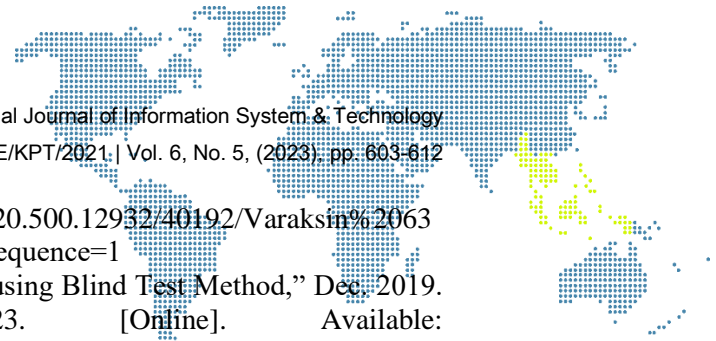 al Journal of Information System & Technology
E/KPT/2021 | Vol. 6, No. 5, (2023), pp. 603-612
20.500.12932/40192/Varaksin%2063
equence=1
using Blind Test Method,” Dec. 2019.
23. [Online]. Available: